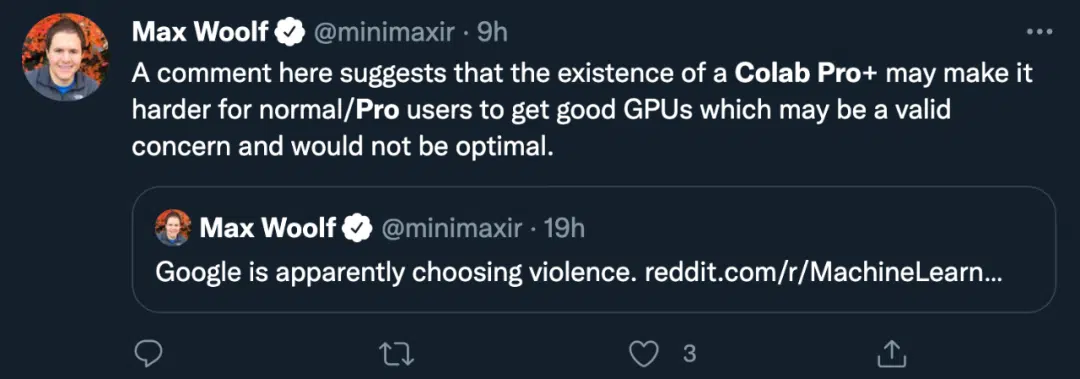 Max Woolf @minimaxir · 9h
A comment here suggests that the existence of a Colab Pro+ may make it
harder for normal/Pro users to get good GPUs which may be a valid
concern and would not be optimal.
Max Woolf @minimaxir · 19h
Google is apparently choosing violence. reddit.com/r/MachineLearn...
3